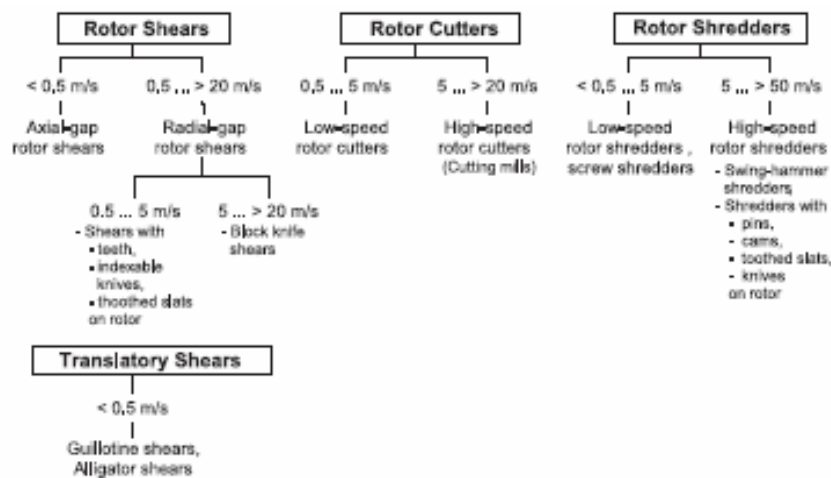 Rotor Shears
< 0,5 m/s
0,5 ... > 20 m/s
Axial-gap
rotor shears
Radial-gap
rotor shears
0.5 ... 5 m/s
- Shears with
▪ teeth,
▪ indexable
knives,
▪ thoothed slats
on rotor
5 ... > 20 m/s
- Block knife
shears
Rotor Cutters
0,5 ... 5 m/s
5 ... > 20 m/s
Low-speed
rotor cutters
High-speed
rotor cutters
(Cutting mills)
Rotor Shredders
< 0,5 ... 5 m/s
5 ... > 50 m/s
Low-speed
rotor shredders ,
screw shredders
High-speed
rotor shredders
- Swing-hammer
shredders,
- Shredders with
▪ pins,
- cams,
▪ toothed slats,
- knives
on rotor
Translatory Shears
< 0,5 m/s
Guillotine shears,
Alligator shears